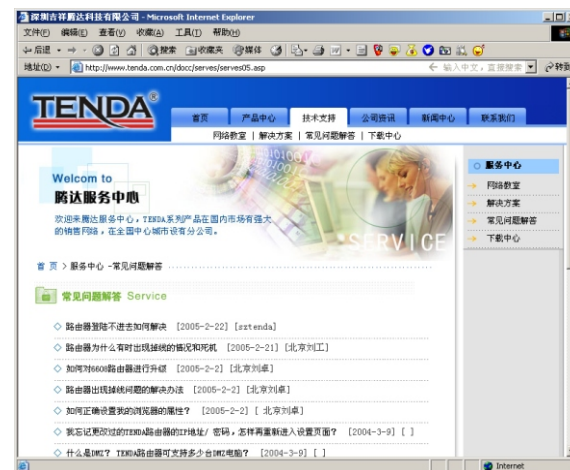 深圳吉祥腾达科技有限公司 - Microsoft Internet Explorer
文件(F) 编辑(E) 查看(V) 收藏(A) 工具(T) 帮助(H)
后退 搜索 收藏夹 媒体
地址(D) http://www.tenda.com.cn/docc/serves/serves05.asp 输入中文，直接搜索 转到
TENDA®
首页 产品中心 技术支持 公司资讯 新闻中心 联系我们
网络教室 | 解决方案 | 常见问题解答 | 下载中心
Welcom to
腾达服务中心
欢迎来腾达服务中心，TENDA系列产品在国内市场有强大
的销售网络，在全国中心城市设有分公司。
SERVICE
服务中心
网络教室
解决方案
常见问题解答
下载中心
首 页 > 服务中心 -常见问题解答
常见问题解答 Service
路由器登陆不进去如何解决 [2005-2-22] [sztenda]
路由器为什么有时出现掉线的情况和死机 [2005-2-21] [北京刘工]
如何对6608路由器进行升级 [2005-2-2] [北京刘卓]
路由器出现掉线问题的解决办法 [2005-2-2] [北京刘卓]
如何正确设置我的浏览器的属性? [2005-2-2] [ 北京刘卓]
我忘记更改过的TENDA路由器的IP地址/ 密码，怎样再重新进入设置页面? [2004-3-9] [ ]
什么是DMZ? TENDA路由器可支持多少台DMZ电脑? [2004-3-9] [ ]
Internet